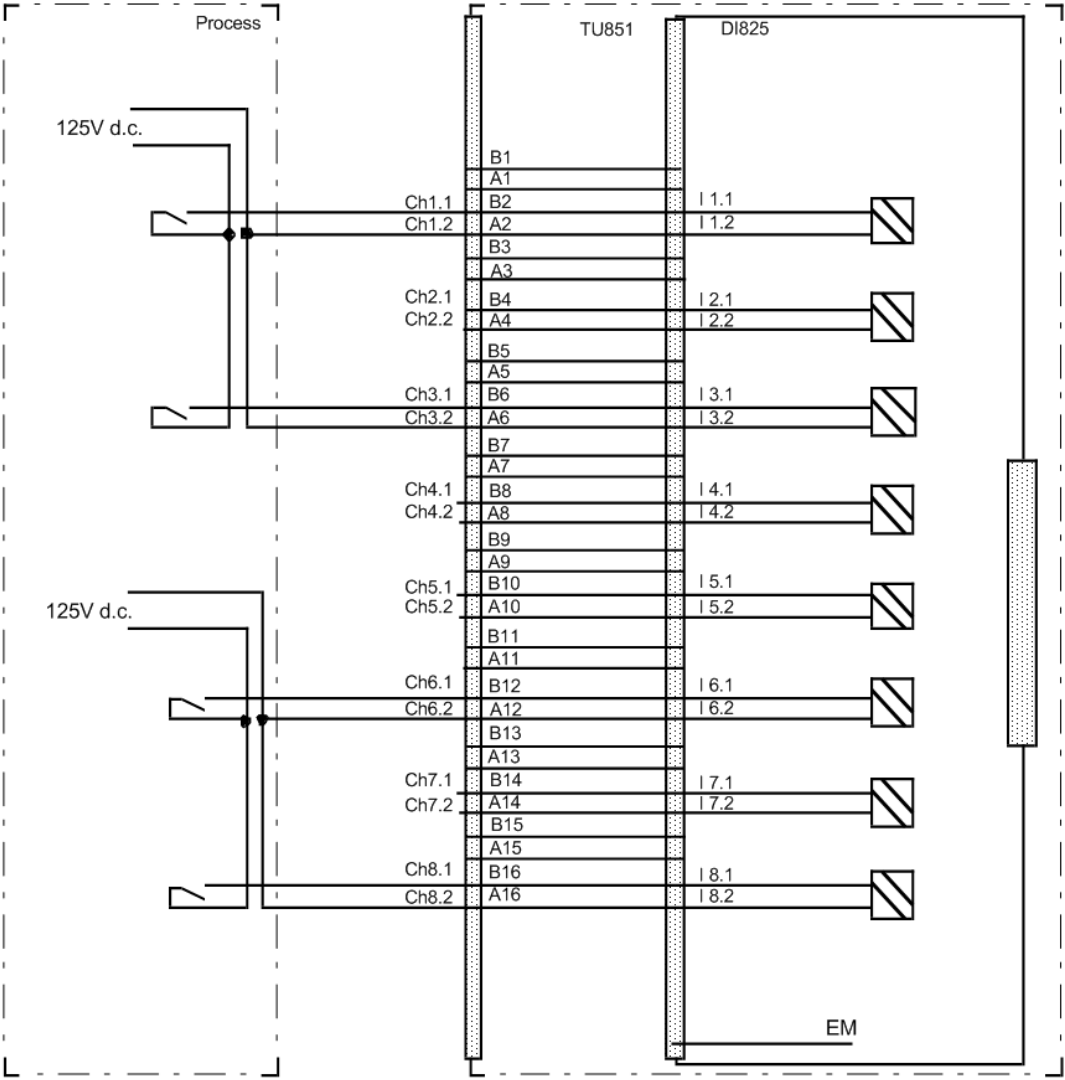 Process
TU851
DI825
125V d.c.
B1
A1
Ch1.1
B2
I 1.1
Ch1.2
A2
I 1.2
B3
A3
Ch2.1
B4
I 2.1
Ch2.2
A4
I 2.2
B5
A5
Ch3.1
B6
I 3.1
Ch3.2
A6
I 3.2
B7
A7
Ch4.1
B8
I 4.1
Ch4.2
A8
I 4.2
B9
A9
Ch5.1
B10
I 5.1
125V d.c.
Ch5.2
A10
I 5.2
B11
A11
Ch6.1
B12
I 6.1
Ch6.2
A12
I 6.2
B13
A13
Ch7.1
B14
I 7.1
Ch7.2
A14
I 7.2
B15
A15
Ch8.1
B16
I 8.1
Ch8.2
A16
I 8.2
EM